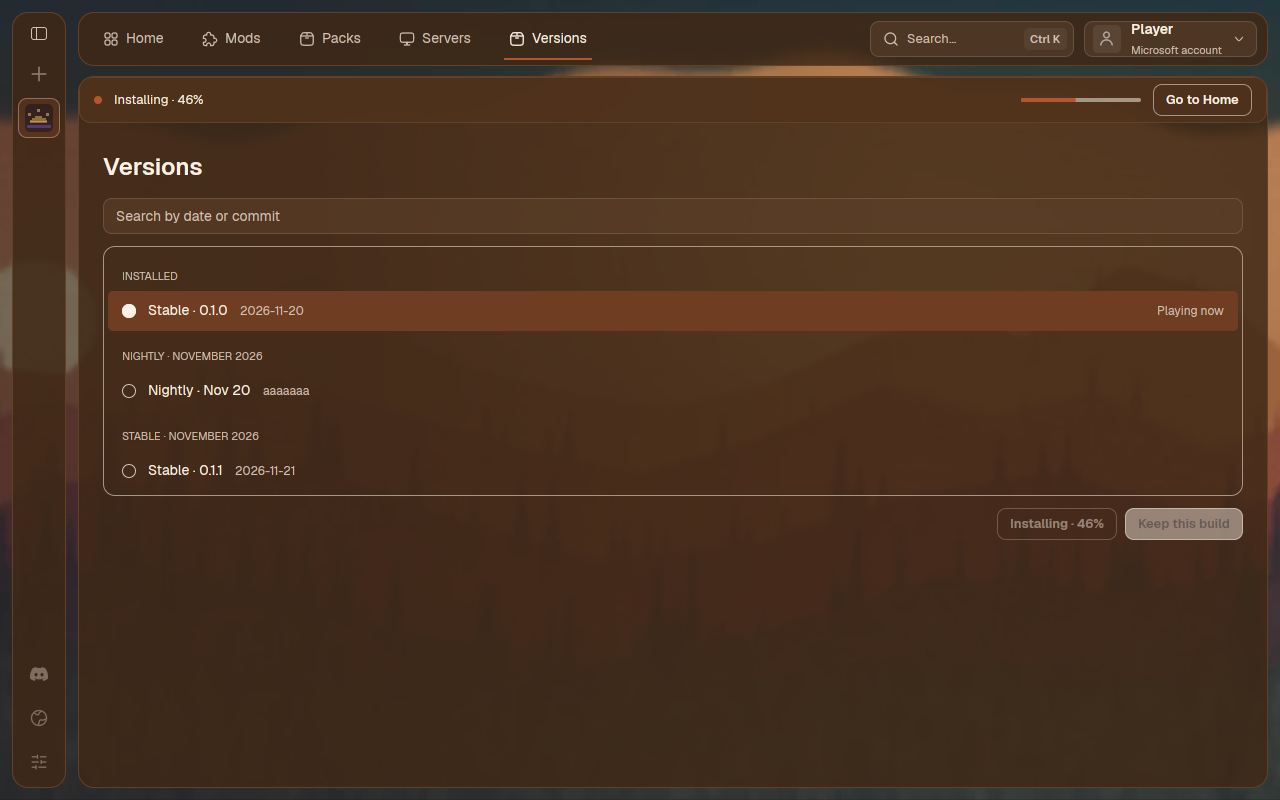 Home
Mods
Packs
Servers
Versions
Search...
Ctrl K
Player
Microsoft account
Installing · 46%
Go to Home
Versions
Search by date or commit
INSTALLED
Stable · 0.1.0 2026-11-20 Playing now
NIGHTLY · NOVEMBER 2026
Nightly · Nov 20 aaaaaaa
STABLE · NOVEMBER 2026
Stable · 0.1.1 2026-11-21
Installing · 46%
Keep this build